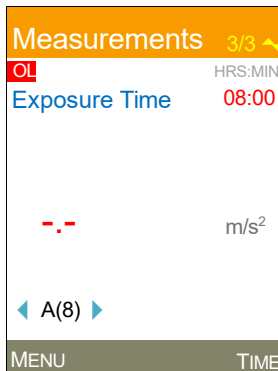 Measurements 3/3
OL HRS:MIN
Exposure Time 08:00
-.- m/s²
A(8)
MENU TIME